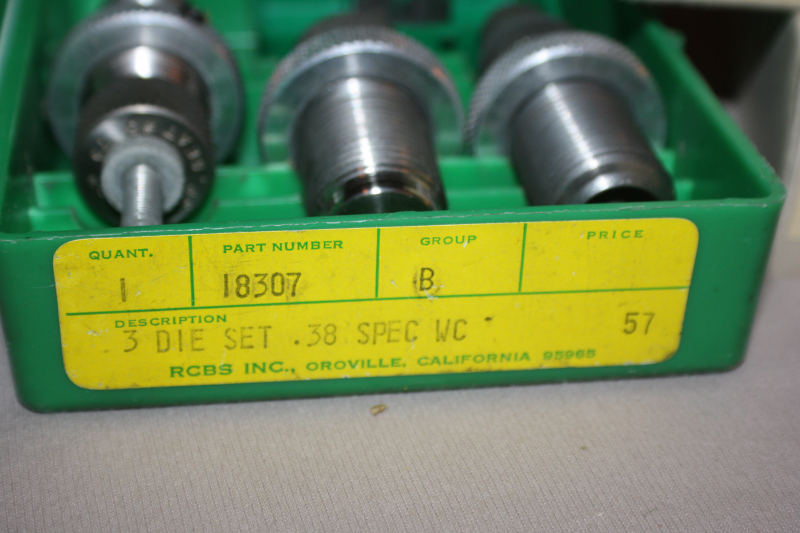 QUANT. PART NUMBER GROUP PRICE
1 18307 B
DESCRIPTION
3 DIE SET .38 SPEC WC 57
RCBS INC., OROVILLE, CALIFORNIA 95965